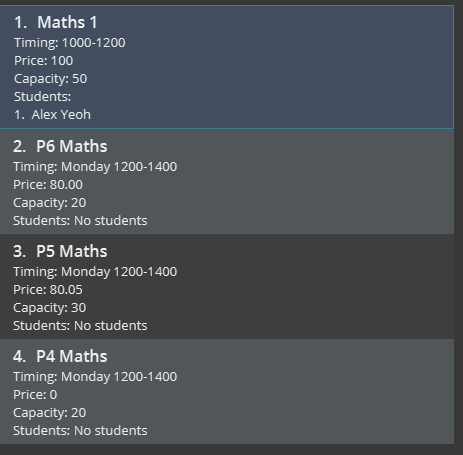 1. Maths 1
Timing: 1000-1200
Price: 100
Capacity: 50
Students:
1. Alex Yeoh
2. P6 Maths
Timing: Monday 1200-1400
Price: 80.00
Capacity: 20
Students: No students
3. P5 Maths
Timing: Monday 1200-1400
Price: 80.05
Capacity: 30
Students: No students
4. P4 Maths
Timing: Monday 1200-1400
Price: 0
Capacity: 20
Students: No students